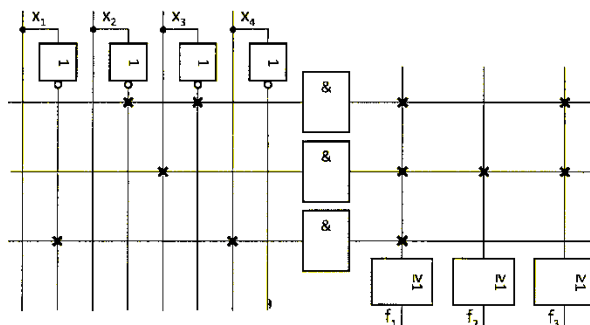 X₁ X₂ X₃ X₄
1 1 1 1
&
&
&
≥1 ≥1 ≥1
f₁ f₂ f₃